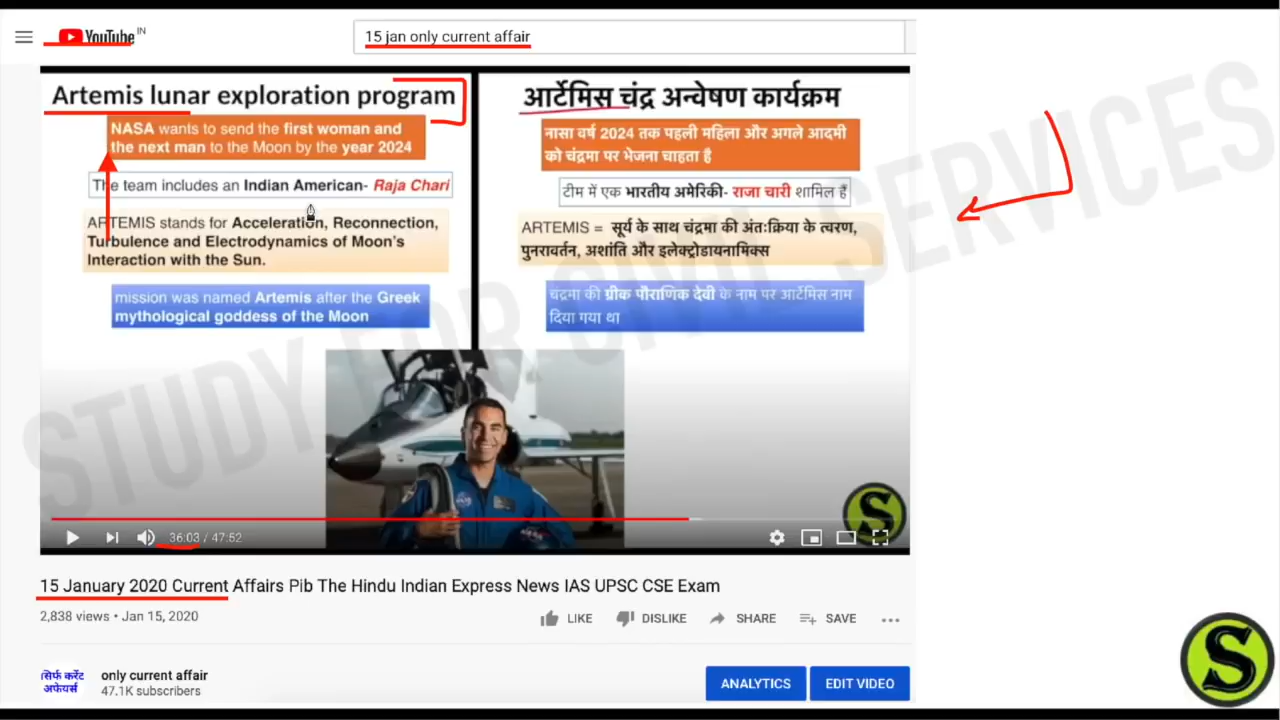 YouTube IN
15 jan only current affair
Artemis lunar exploration program
NASA wants to send the first woman and
the next man to the Moon by the year 2024
The team includes an Indian American- Raja Chari
ARTEMIS stands for Acceleration, Reconnection,
Turbulence and Electrodynamics of Moon's
Interaction with the Sun.
mission was named Artemis after the Greek
mythological goddess of the Moon
आर्टेमिस चंद्र अन्वेषण कार्यक्रम
नासा वर्ष 2024 तक पहली महिला और अगले आदमी
को चंद्रमा पर भेजना चाहता है
टीम में एक भारतीय अमेरिकी- राजा चारी शामिल हैं
ARTEMIS = सूर्य के साथ चंद्रमा की अंतःक्रिया के त्वरण,
पुनरावर्तन, अशांति और इलेक्ट्रोडायनामिक्स
चंद्रमा की ग्रीक पौराणिक देवी के नाम पर आर्टेमिस नाम
दिया गया था
STUDY FOR CIVIL SERVICES
S
36:03 / 47:52
15 January 2020 Current Affairs Pib The Hindu Indian Express News IAS UPSC CSE Exam
2,838 views • Jan 15, 2020
LIKE DISLIKE SHARE SAVE
सिर्फ करेंट
अफेयर्स
only current affair
47.1K subscribers
ANALYTICS EDIT VIDEO
S